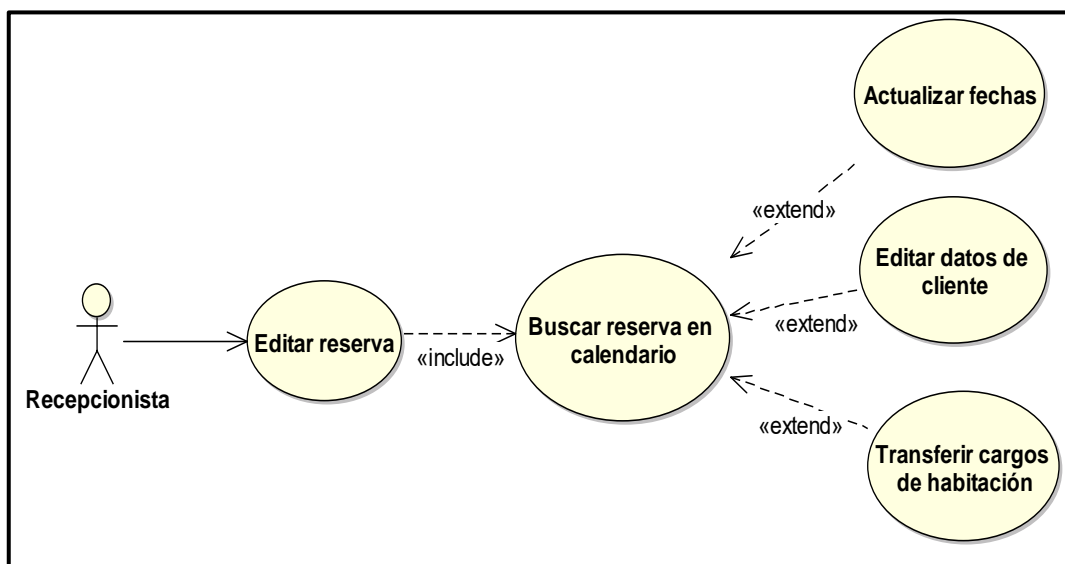 Actualizar fechas
«extend»
Editar datos de
cliente
«extend»
Buscar reserva en
calendario
Editar reserva
«include»
Recepcionista
«extend»
Transferir cargos
de habitación